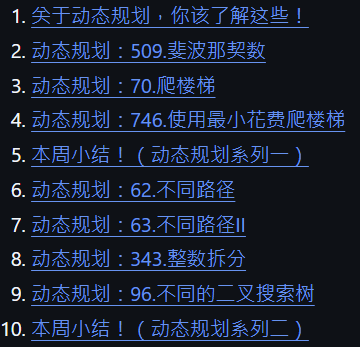 1. 关于动态规划，你该了解这些！
2. 动态规划：509.斐波那契数
3. 动态规划：70.爬楼梯
4. 动态规划：746.使用最小花费爬楼梯
5. 本周小结！（动态规划系列一）
6. 动态规划：62.不同路径
7. 动态规划：63.不同路径II
8. 动态规划：343.整数拆分
9. 动态规划：96.不同的二叉搜索树
10. 本周小结！（动态规划系列二）